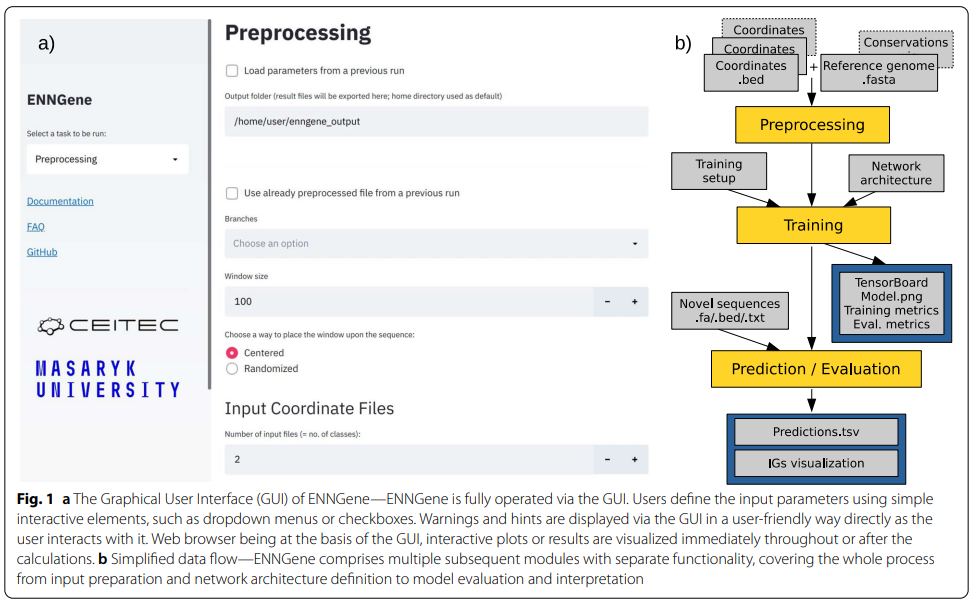 a)
ENNGene
Select a task to be run:
Preprocessing
Documentation
FAQ
GitHub
CEITEC
MASARYK
UNIVERSITY
Preprocessing
Load parameters from a previous run
Output folder (result files will be exported here; home directory used as default)
/home/user/enngene_output
Use already preprocessed file from a previous run
Branches
Choose an option
Window size
100
- +
Choose a way to place the window upon the sequence:
Centered
Randomized
Input Coordinate Files
Number of input files (= no. of classes):
2
- +
b)
Coordinates
Coordinates
Coordinates
.bed
+
Conservations
Reference genome
.fasta
Preprocessing
Training
setup
Network
architecture
Training
TensorBoard
Model.png
Training metrics
Eval. metrics
Novel sequences
.fa/.bed/.txt
Prediction / Evaluation
Predictions.tsv
IGs visualization
Fig. 1 a The Graphical User Interface (GUI) of ENNGene—ENNGene is fully operated via the GUI. Users define the input parameters using simple
interactive elements, such as dropdown menus or checkboxes. Warnings and hints are displayed via the GUI in a user-friendly way directly as the
user interacts with it. Web browser being at the basis of the GUI, interactive plots or results are visualized immediately throughout or after the
calculations. b Simplified data flow—ENNGene comprises multiple subsequent modules with separate functionality, covering the whole process
from input preparation and network architecture definition to model evaluation and interpretation